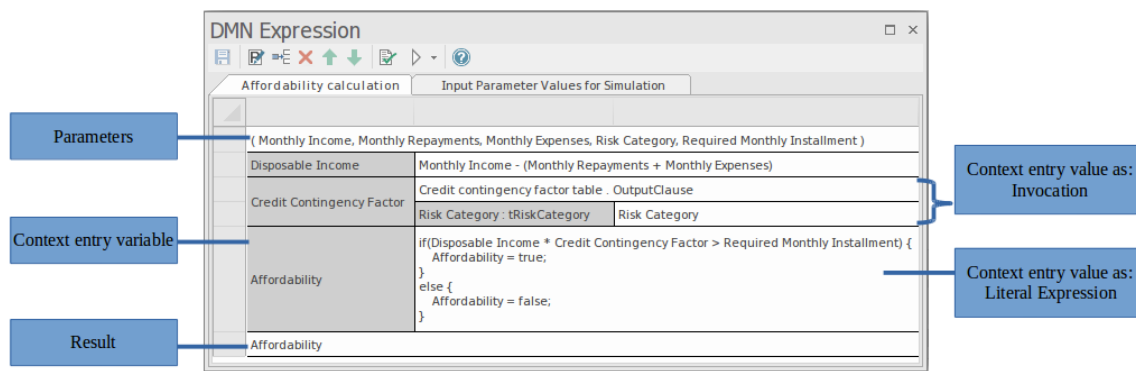 DMN Expression
Affordability calculation
Input Parameter Values for Simulation
Parameters
( Monthly Income, Monthly Repayments, Monthly Expenses, Risk Category, Required Monthly Installment )
Disposable Income
Monthly Income - (Monthly Repayments + Monthly Expenses)
Credit Contingency Factor
Credit contingency factor table . OutputClause
Risk Category : tRiskCategory
Risk Category
Context entry value as:
Invocation
Context entry variable
Affordability
if(Disposable Income * Credit Contingency Factor > Required Monthly Installment) {
Affordability = true;
}
else {
Affordability = false;
}
Context entry value as:
Literal Expression
Result
Affordability